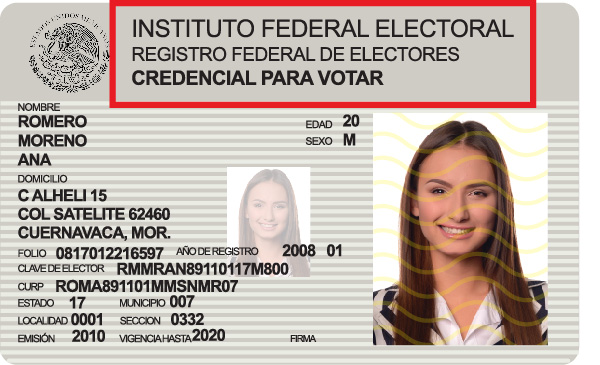 INSTITUTO FEDERAL ELECTORAL
REGISTRO FEDERAL DE ELECTORES
CREDENCIAL PARA VOTAR
NOMBRE
ROMERO
MORENO
ANA
EDAD 20
SEXO M
DOMICILIO
C ALHELI 15
COL SATELITE 62460
CUERNAVACA, MOR.
FOLIO 0817012216597 AÑO DE REGISTRO 2008 01
CLAVE DE ELECTOR RMMRAN89110117M800
CURP ROMA891101MMSNMR07
ESTADO 17 MUNICIPIO 007
LOCALIDAD 0001 SECCION 0332
EMISIÓN 2010 VIGENCIA HASTA 2020 FIRMA